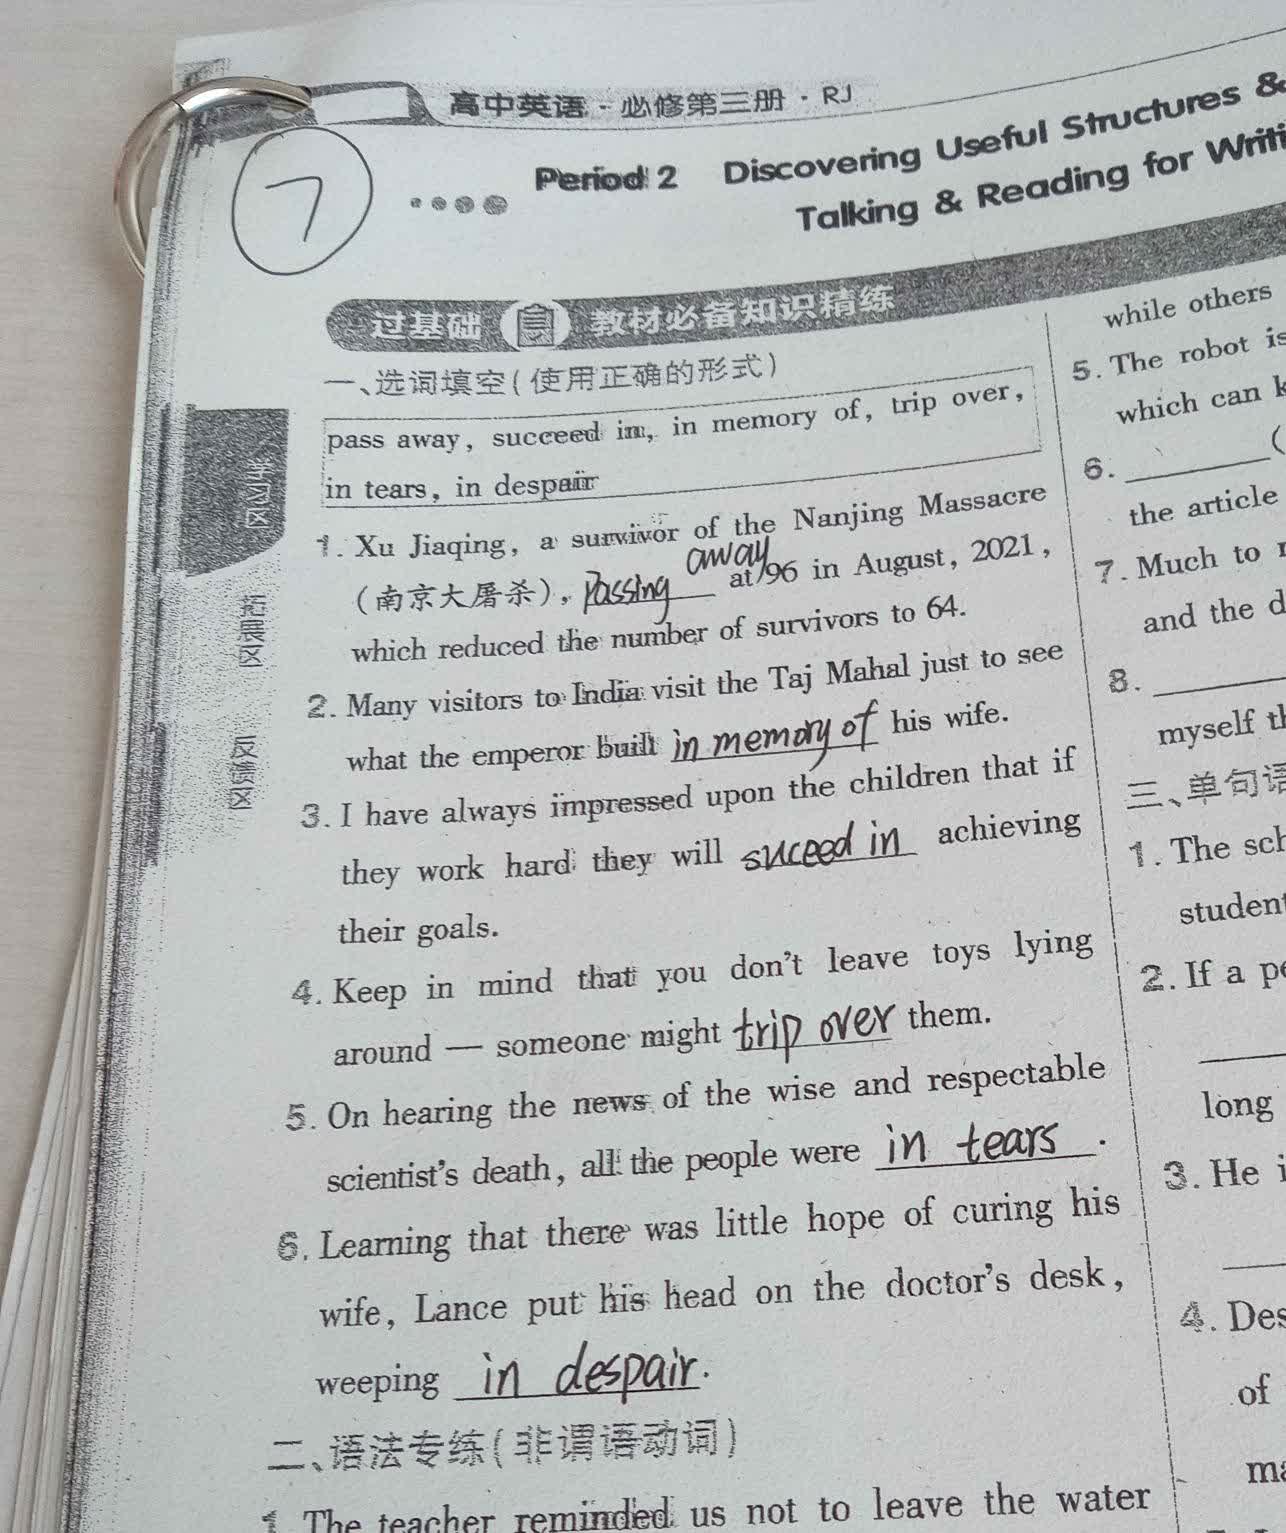 高中英语·必修第三册·RJ
7
Period 2 Discovering Useful Structures &
Talking & Reading for Writi
过基础 教材必备知识精练
一、选词填空(使用正确的形式)
pass away, succeed in, in memory of, trip over,
in tears, in despair
1. Xu Jiaqing, a survivor of the Nanjing Massacre
(南京大屠杀), Passing away at 96 in August, 2021,
which reduced the number of survivors to 64.
2. Many visitors to India visit the Taj Mahal just to see
what the emperor built in memory of his wife.
3. I have always impressed upon the children that if
they work hard they will suceed in achieving
their goals.
4. Keep in mind that you don't leave toys lying
around — someone might trip over them.
5. On hearing the news of the wise and respectable
scientist's death, all the people were in tears.
6. Learning that there was little hope of curing his
wife, Lance put his head on the doctor's desk,
weeping in despair.
二、语法专练(非谓语动词)
1 The teacher reminded us not to leave the water
while others
5. The robot is
which can k
6. (
the article
7. Much to
and the d
8.
myself th
三、单句语
1. The sch
student
2. If a pe
long
3. He i
4. Des
of
ma